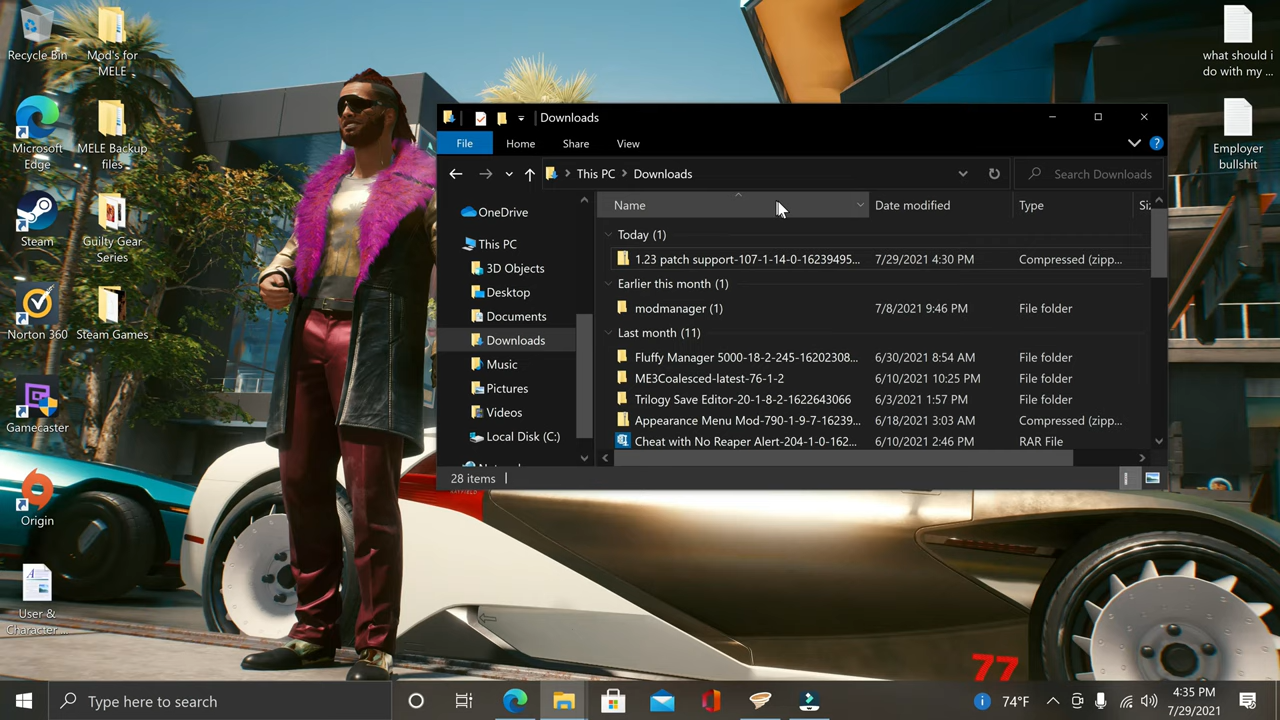 Recycle Bin
Mod's for
MELE
Microsoft
Edge
MELE Backup
files
Steam
Guilty Gear
Series
Norton 360
Steam Games
Gamecaster
Origin
User &
Character ...
what should i
do with my ...
Employer
bullshit
Downloads
File
Home
Share
View
?
This PC
Downloads
Search Downloads
OneDrive
This PC
3D Objects
Desktop
Documents
Downloads
Music
Pictures
Videos
Local Disk (C:)
Name
Date modified
Type
Today (1)
1.23 patch support-107-1-14-0-16239495... 7/29/2021 4:30 PM Compressed (zipp...
Earlier this month (1)
modmanager (1) 7/8/2021 9:46 PM File folder
Last month (11)
Fluffy Manager 5000-18-2-245-16202308... 6/30/2021 8:54 AM File folder
ME3Coalesced-latest-76-1-2 6/10/2021 10:25 PM File folder
Trilogy Save Editor-20-1-8-2-1622643066 6/3/2021 1:57 PM File folder
Appearance Menu Mod-790-1-9-7-16239... 6/18/2021 3:03 AM Compressed (zipp...
Cheat with No Reaper Alert-204-1-0-162... 6/10/2021 2:46 PM RAR File
28 items
77
Type here to search
74°F
4:35 PM
7/29/2021